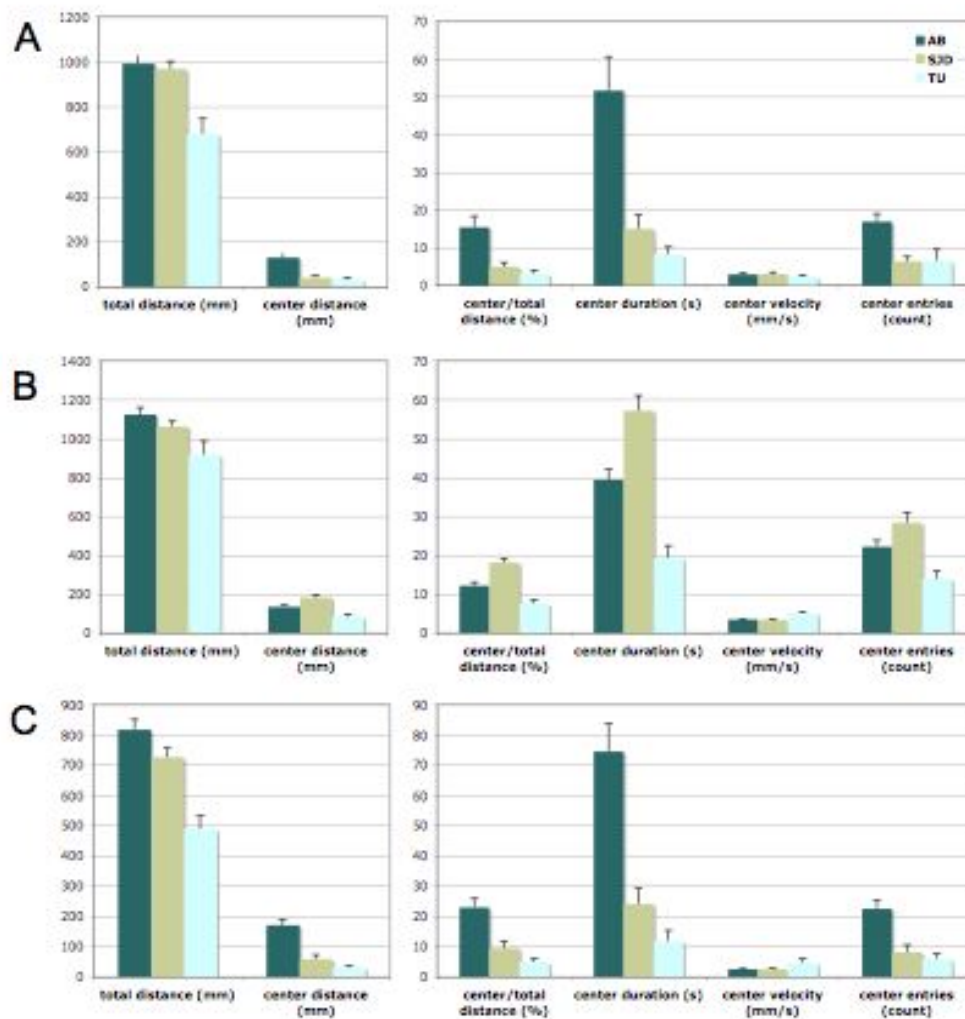 A
1200
1000
800
600
400
200
0
total distance (mm)
center distance
(mm)
70
60
50
40
30
20
10
0
AB
SJD
TU
center/total
distance (%)
center duration (s)
center velocity
(mm/s)
center entries
(count)
B
1400
1200
1000
800
600
400
200
0
total distance (mm)
center distance
(mm)
70
60
50
40
30
20
10
0
center/total
distance (%)
center duration (s)
center velocity
(mm/s)
center entries
(count)
C
900
800
700
600
500
400
300
200
100
0
total distance (mm)
center distance
(mm)
90
80
70
60
50
40
30
20
10
0
center/total
distance (%)
center duration (s)
center velocity
(mm/s)
center entries
(count)